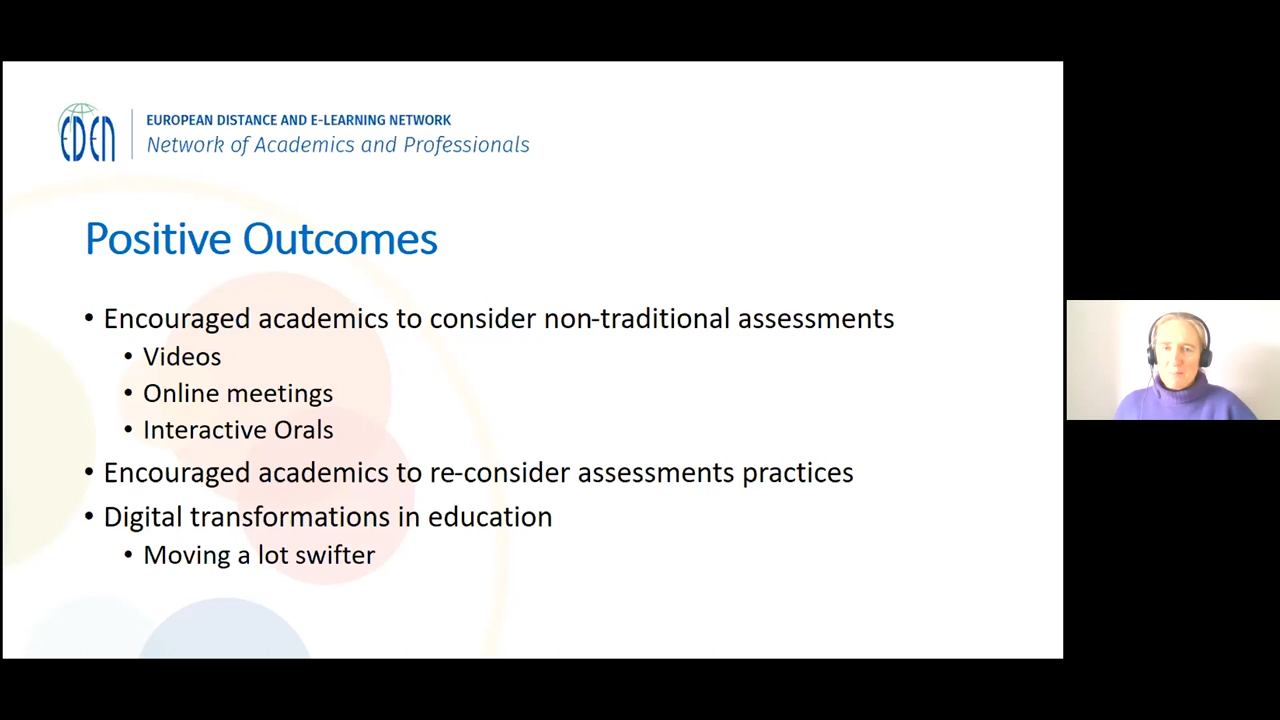 EDEN
EUROPEAN DISTANCE AND E-LEARNING NETWORK
Network of Academics and Professionals
Positive Outcomes
• Encouraged academics to consider non-traditional assessments
• Videos
• Online meetings
• Interactive Orals
• Encouraged academics to re-consider assessments practices
• Digital transformations in education
• Moving a lot swifter